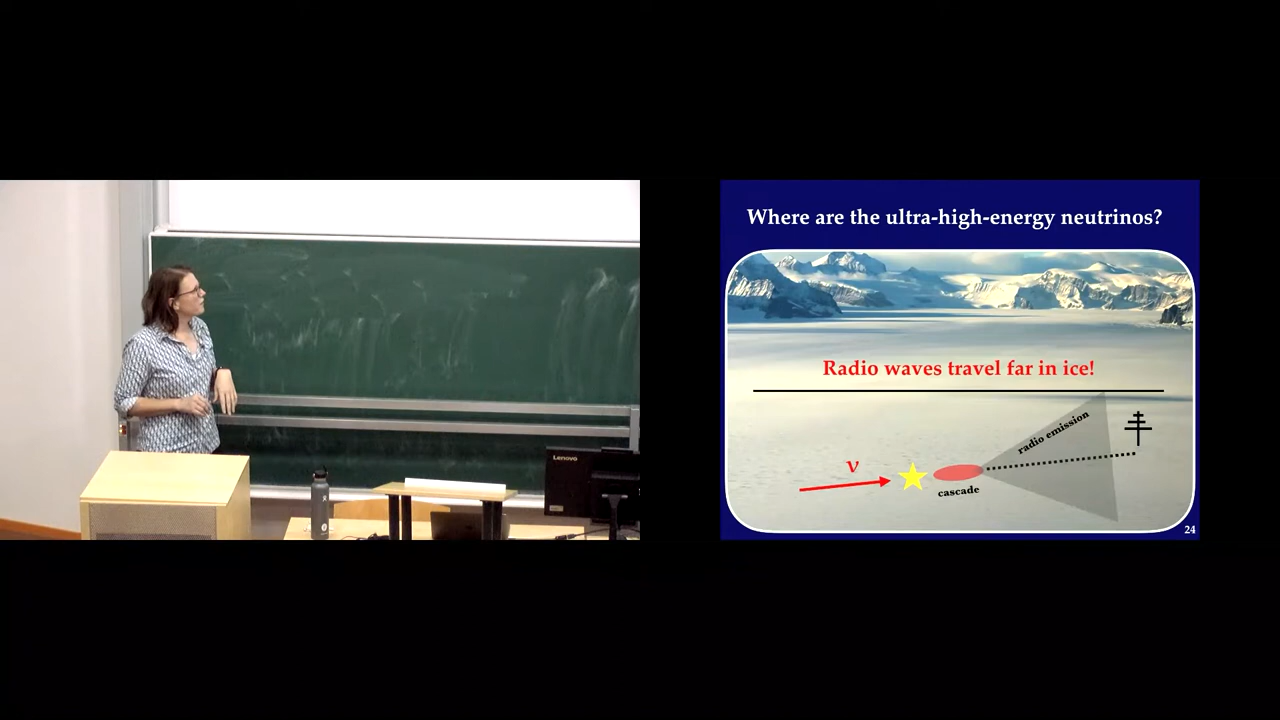 Where are the ultra-high-energy neutrinos?
Radio waves travel far in ice!
radio emission
ν
cascade
24
Lenovo